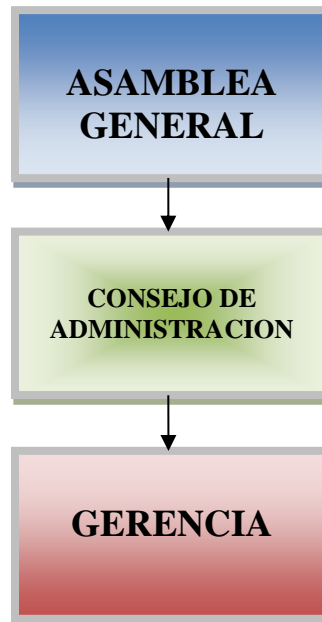 ASAMBLEA
GENERAL
CONSEJO DE
ADMINISTRACION
GERENCIA